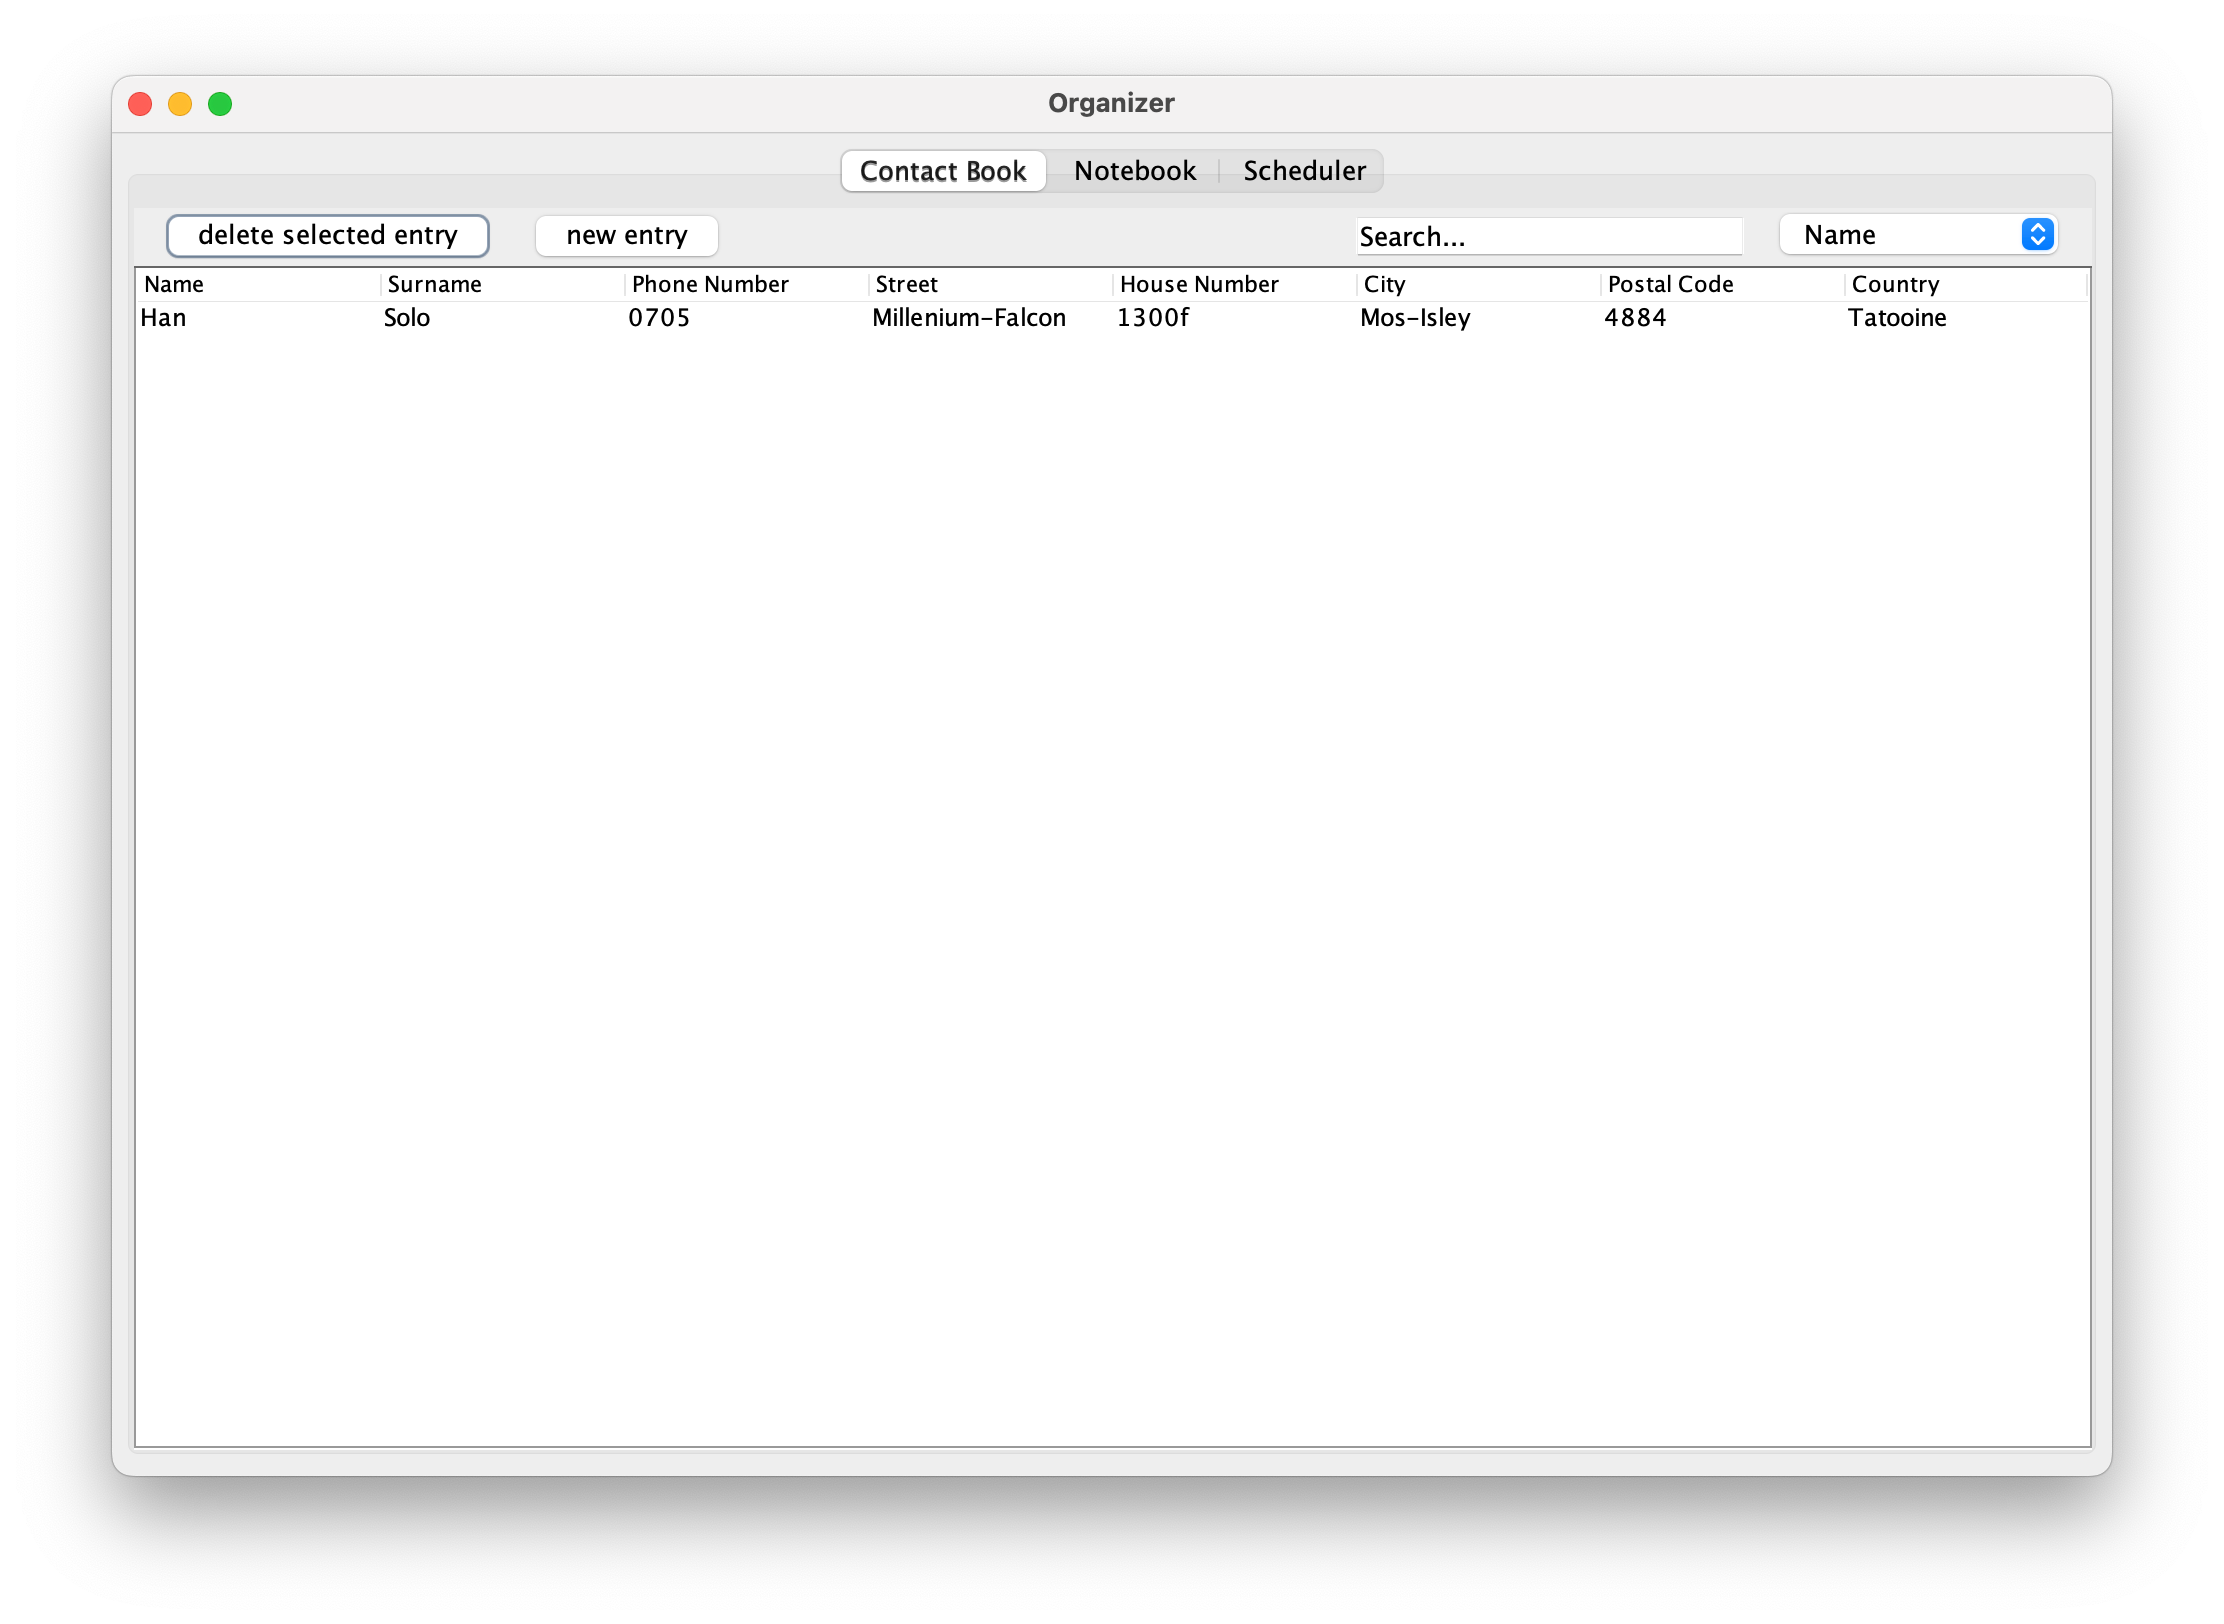 Organizer
Contact Book Notebook Scheduler
delete selected entry new entry Search... Name
Name Surname Phone Number Street House Number City Postal Code Country
Han Solo 0705 Millenium-Falcon 1300f Mos-Isley 4884 Tatooine